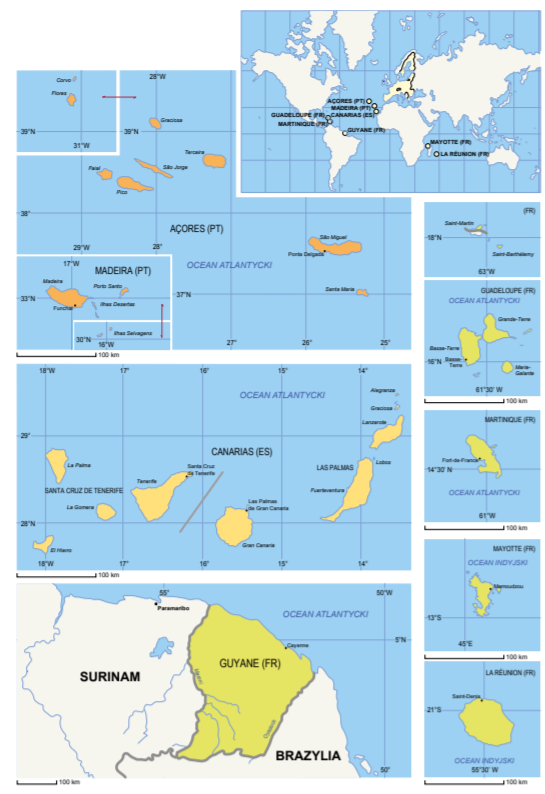 AÇORES (PT)
MADEIRA (PT)
GUADELOUPE (FR)
CANARIAS (ES)
MARTINIQUE (FR)
GUYANE (FR)
MAYOTTE (FR)
LA RÉUNION (FR)
Corvo
Flores
39°N
31°W
28°W
Graciosa
39°N
Terceira
Faial
São Jorge
Pico
38°
29°W
28°
AÇORES (PT)
São Miguel
Ponta Delgada
OCEAN ATLANTYCKI
Santa Maria
37°N
27°
26°
25°
17°W
MADEIRA (PT)
Madeira
Porto Santo
33°N
Ilhas Desertas
Funchal
Ilhas Selvagens
30°N
16°W
100 km
18°W
17°
16°
15°
14°
OCEAN ATLANTYCKI
Alegranza
Graciosa
Lanzarote
29°
CANARIAS (ES)
La Palma
Santa Cruz
de Tenerife
LAS PALMAS
Lobos
SANTA CRUZ DE TENERIFE
Tenerife
Fuerteventura
La Gomera
Las Palmas
de Gran Canaria
28°N
El Hierro
Gran Canaria
18°W
17°
16°
15°
14°
100 km
55°
50°W
Paramaribo
OCEAN ATLANTYCKI
5°N
Cayenne
GUYANE (FR)
SURINAM
BRAZYLIA
50°
100 km
(FR)
Saint-Martin
18°N
Saint-Barthélemy
63°W
GUADELOUPE (FR)
OCEAN ATLANTYCKI
Grande-Terre
Basse-Terre
16°N
Basse-
Terre
Marie-
Galante
61°30' W
100 km
MARTINIQUE (FR)
Fort-de-France
14°30' N
OCEAN ATLANTYCKI
61°W
100 km
MAYOTTE (FR)
OCEAN INDYJSKI
Mamoudzou
13°S
45°E
100 km
LA RÉUNION (FR)
Saint-Denis
21°S
OCEAN INDYJSKI
55°30' W
100 km